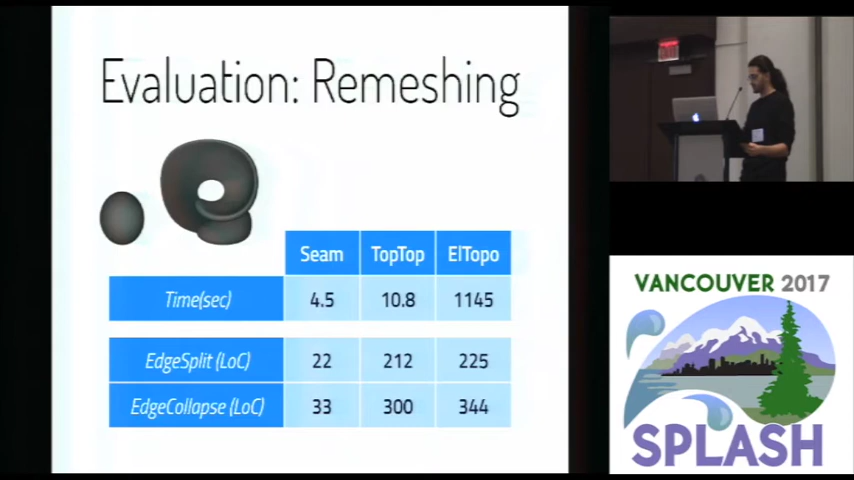 Evaluation: Remeshing
Seam TopTop ElTopo
Time(sec) 4.5 10.8 1145
EdgeSplit (LoC) 22 212 225
EdgeCollapse (LoC) 33 300 344
VANCOUVER 2017
SPLASH